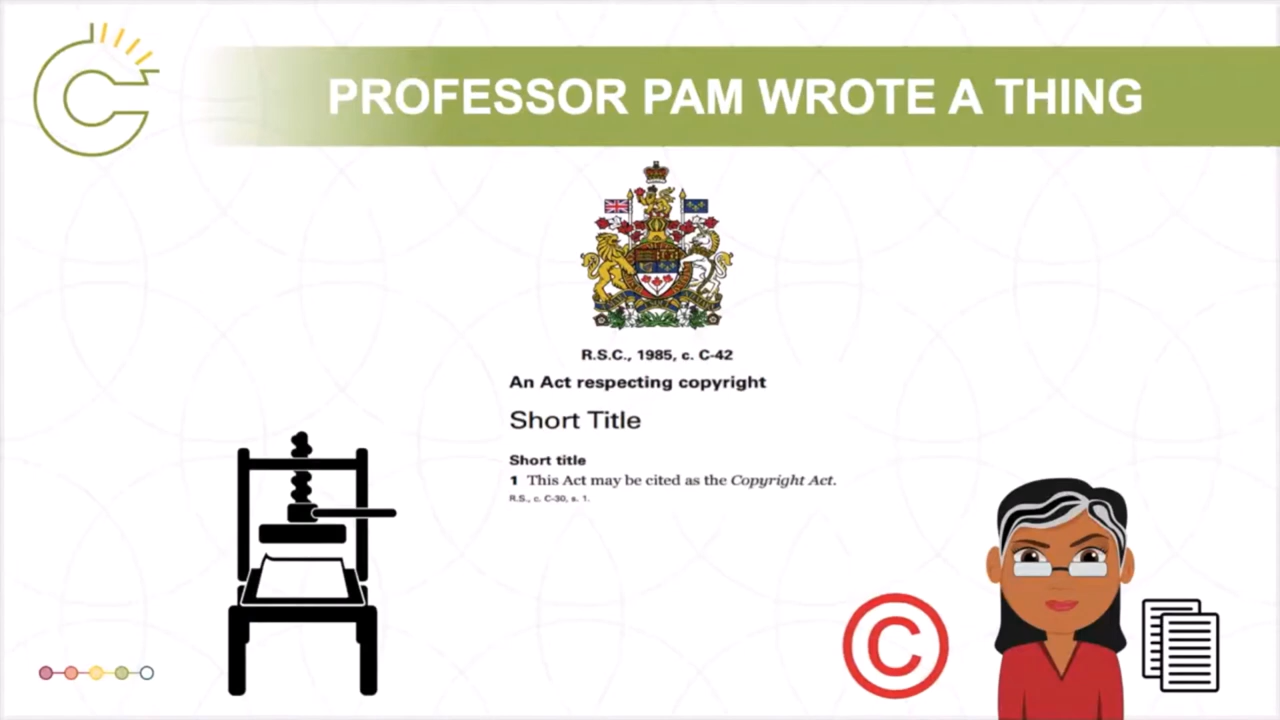 PROFESSOR PAM WROTE A THING
R.S.C., 1985, c. C-42
An Act respecting copyright
Short Title
Short title
1 This Act may be cited as the Copyright Act.
R.S., c. C-30, s. 1.
©